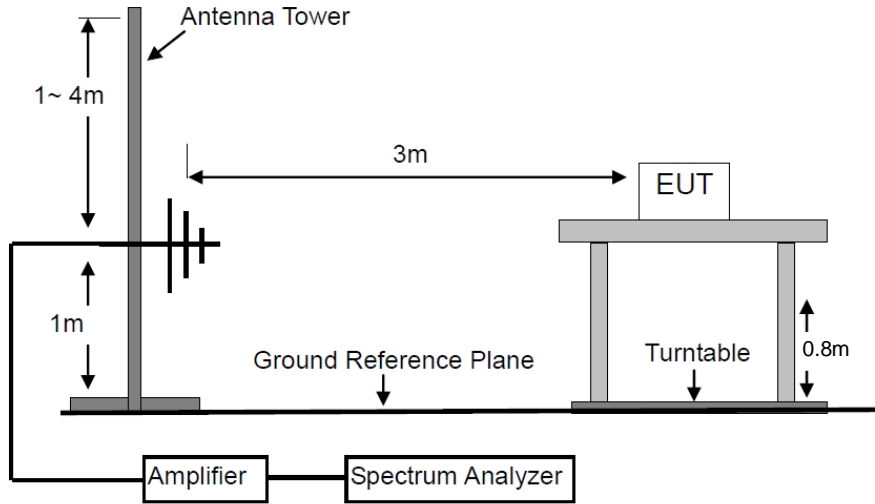 Antenna Tower
1~ 4m
3m
EUT
1m
Ground Reference Plane
Turntable
0.8m
Amplifier
Spectrum Analyzer